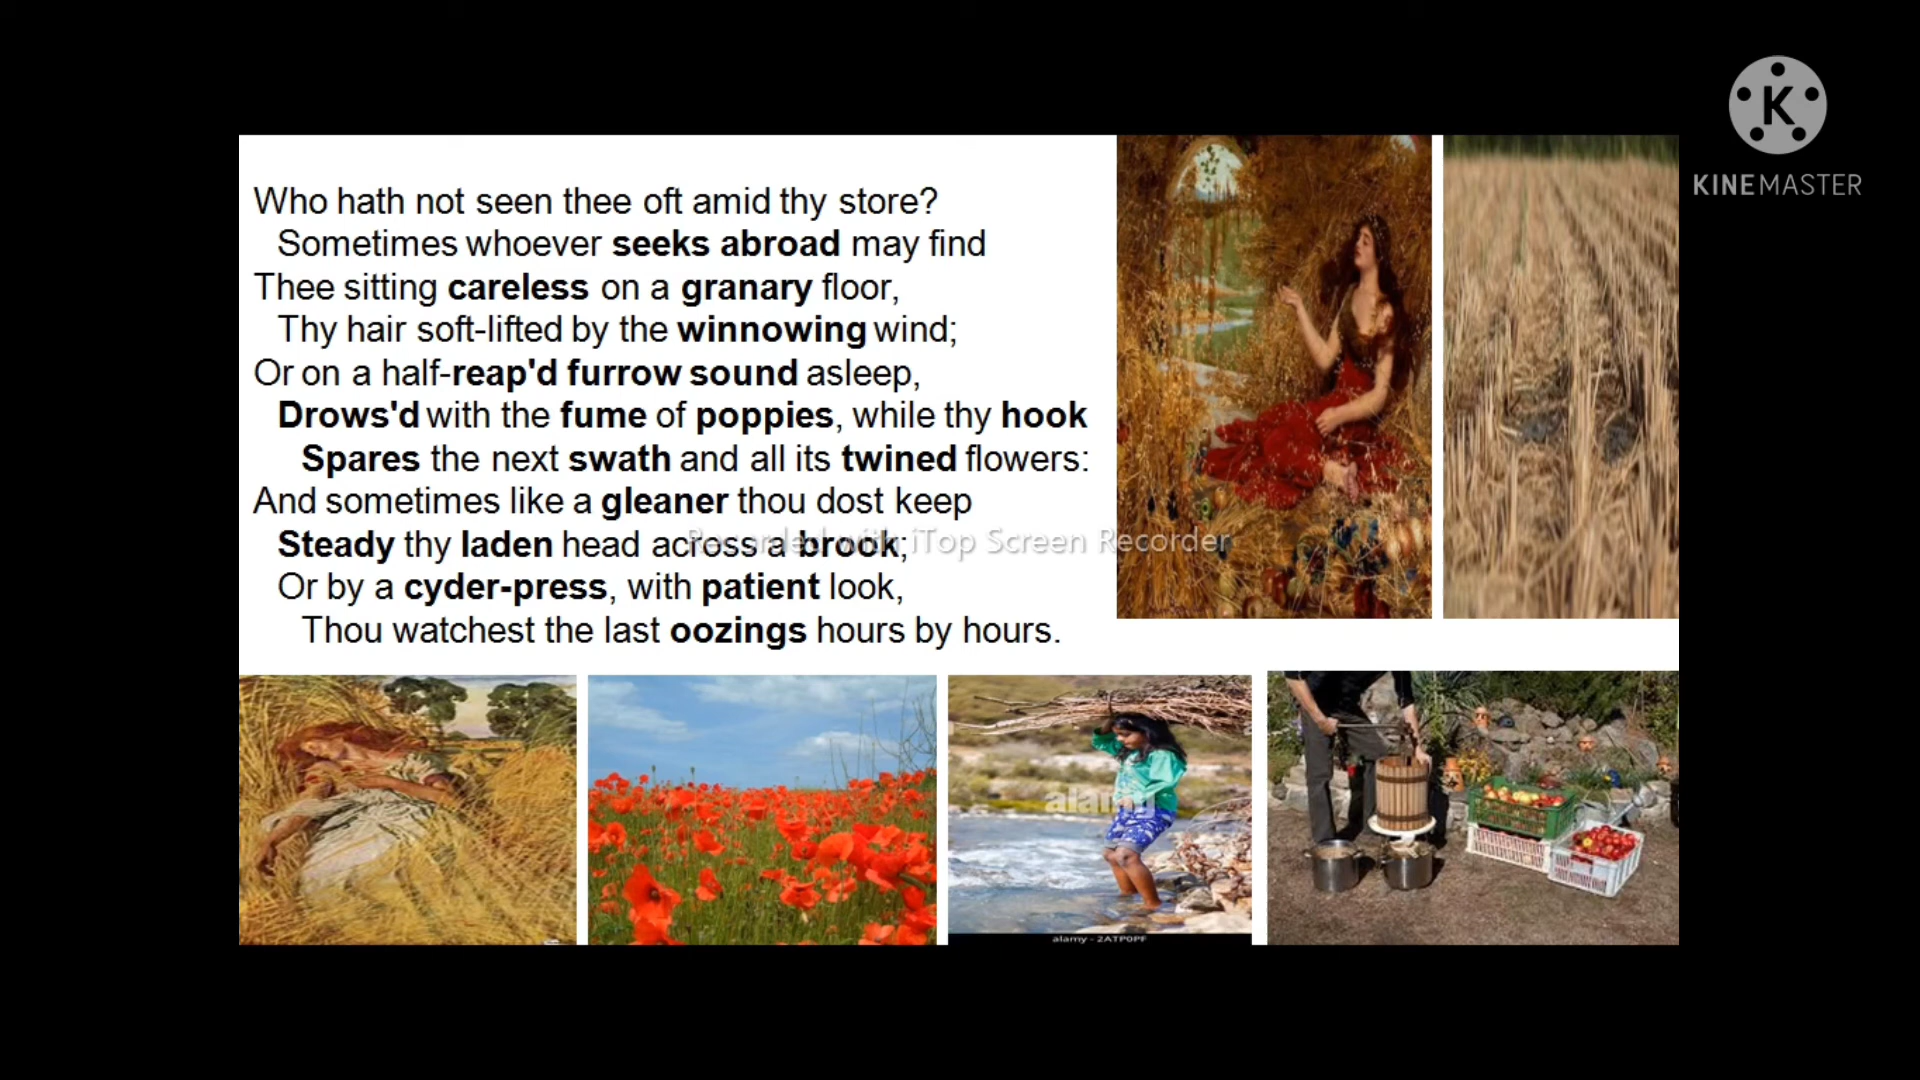 K
KINEMASTER
Who hath not seen thee oft amid thy store?
Sometimes whoever seeks abroad may find
Thee sitting careless on a granary floor,
Thy hair soft-lifted by the winnowing wind;
Or on a half-reap'd furrow sound asleep,
Drows'd with the fume of poppies, while thy hook
Spares the next swath and all its twined flowers:
And sometimes like a gleaner thou dost keep
Steady thy laden head across a brook;
Recorded with iTop Screen Recorder
Or by a cyder-press, with patient look,
Thou watchest the last oozings hours by hours.
alamy
alamy - 2ATP0PF